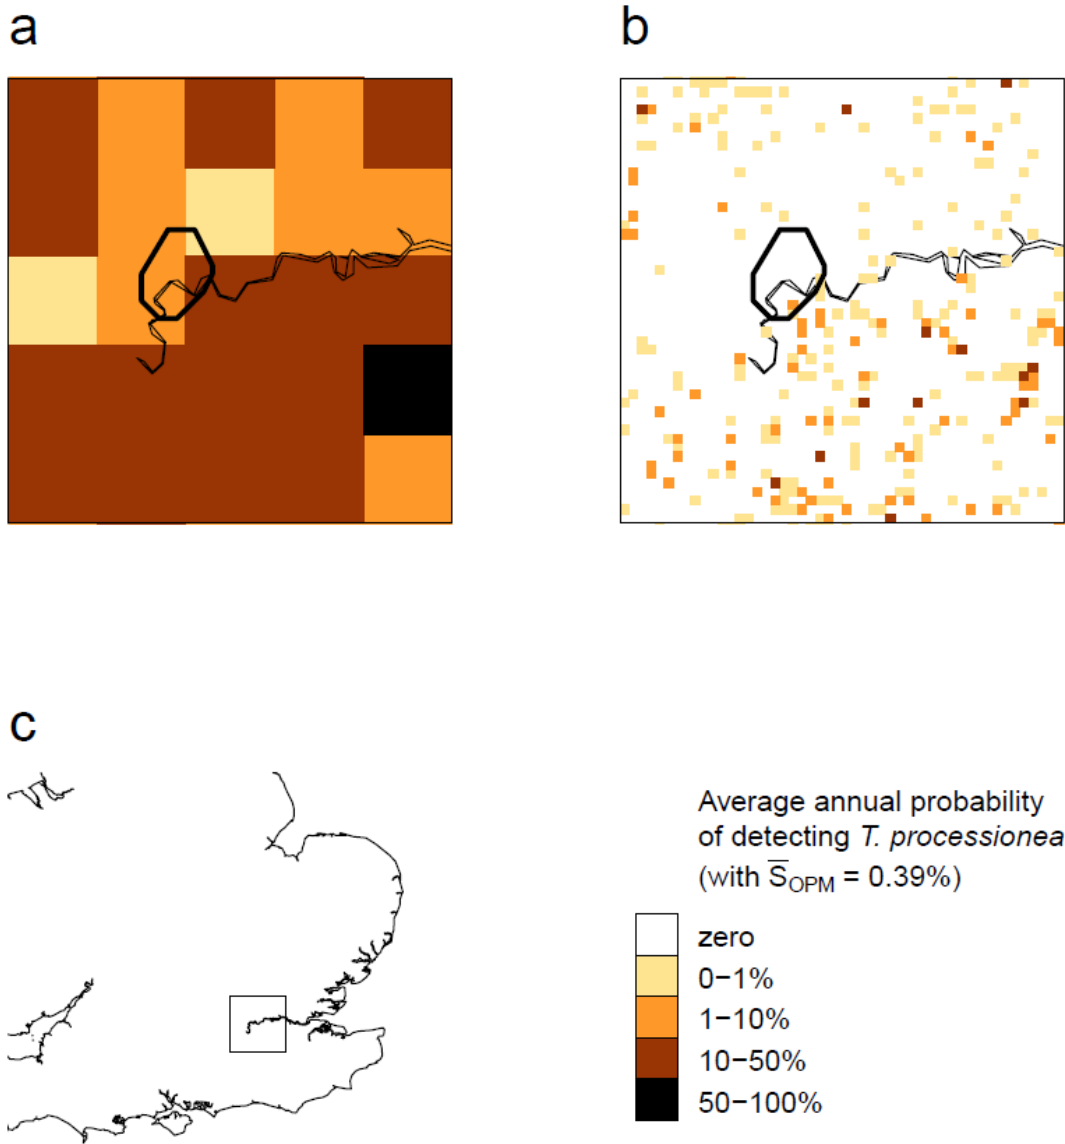 a
b
c
Average annual probability
of detecting T. processionea
(with S̅OPM = 0.39%)
zero
0−1%
1−10%
10−50%
50−100%